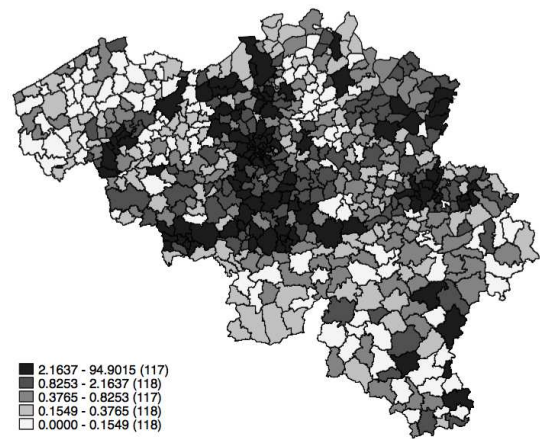 2.1637 - 94.9015 (117)
0.8253 - 2.1637 (118)
0.3765 - 0.8253 (117)
0.1549 - 0.3765 (118)
0.0000 - 0.1549 (118)